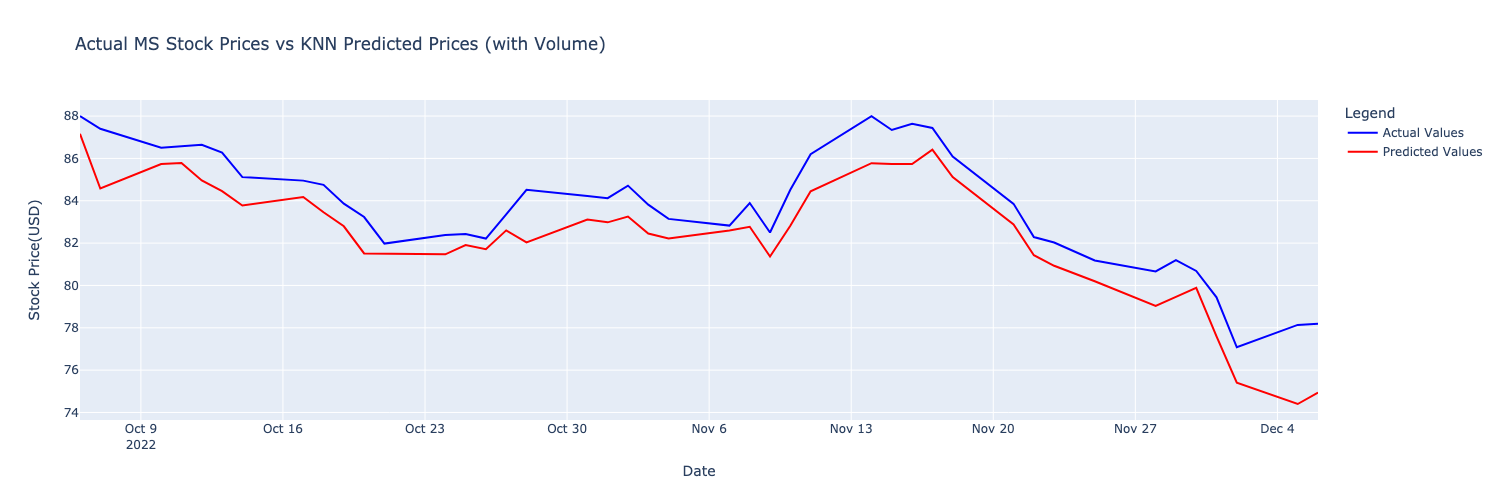 Actual MS Stock Prices vs KNN Predicted Prices (with Volume)
Legend
Actual Values
Predicted Values
Stock Price(USD)
88
86
84
82
80
78
76
74
Oct 9
2022
Oct 16
Oct 23
Oct 30
Nov 6
Nov 13
Nov 20
Nov 27
Dec 4
Date